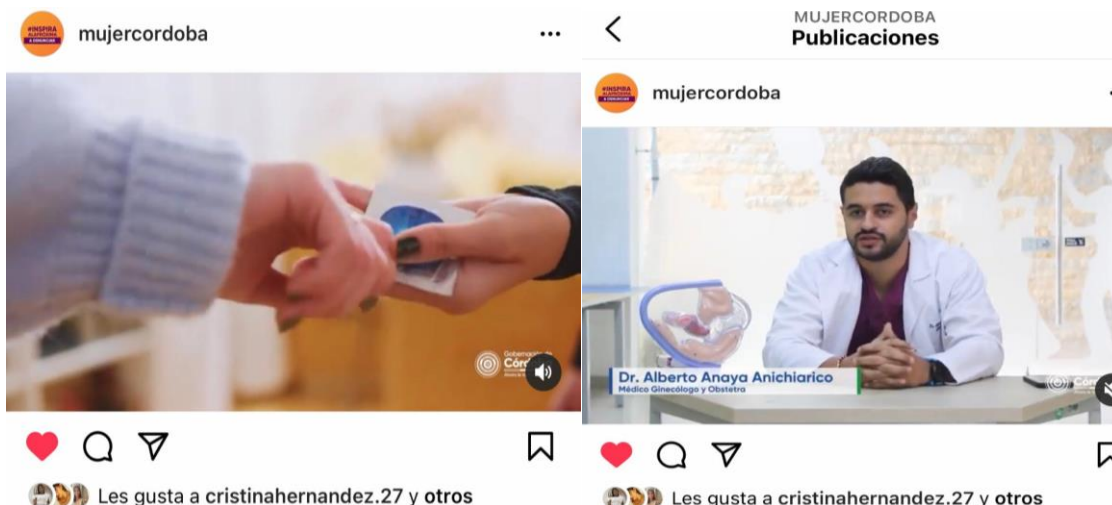 mujercordoba
Les gusta a cristinahernandez.27 y otros
MUJERCORDOBA
Publicaciones
mujercordoba
Dr. Alberto Anaya Anichiarico
Médico Ginecólogo y Obstetra
Les gusta a cristinahernandez.27 y otros